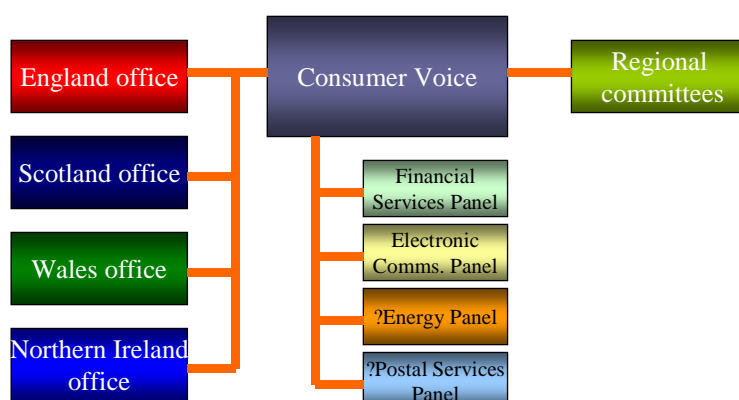 England office
Scotland office
Wales office
Northern Ireland
office
Consumer Voice
Financial
Services Panel
Electronic
Comms. Panel
?Energy Panel
?Postal Services
Panel
Regional
committees